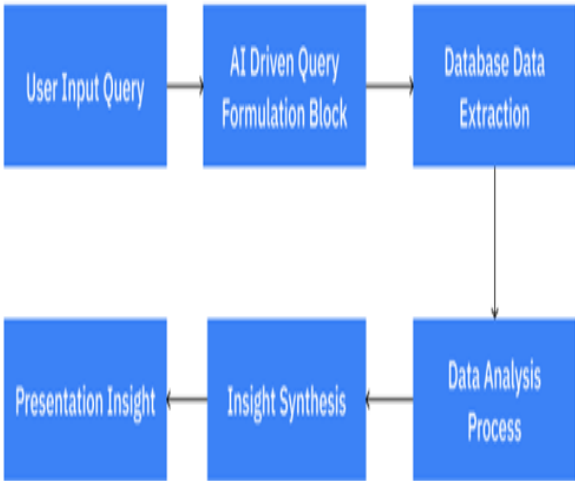 User Input Query
AI Driven Query
Formulation Block
Database Data
Extraction
Data Analysis
Process
Insight Synthesis
Presentation Insight